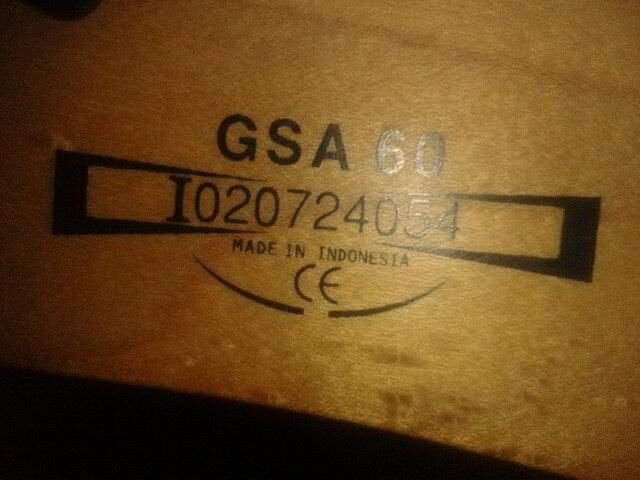 GSA 60
I020724054
MADE IN INDONESIA
CE